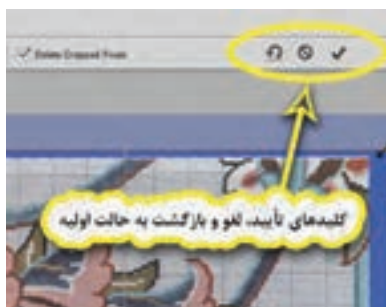 Delete Cropped Pixels
کلیدهای تأیید، لغو و بازگشت به حالت اولیه